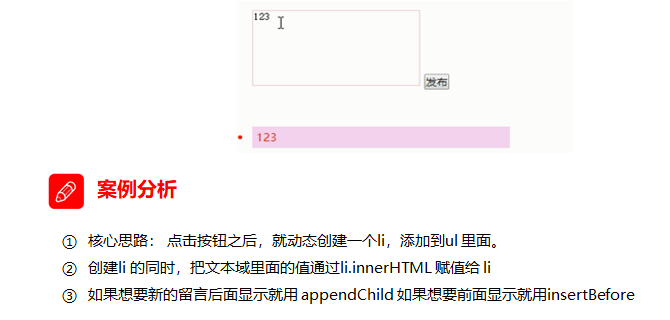 123
发布
123
案例分析
① 核心思路： 点击按钮之后，就动态创建一个li，添加到ul 里面。
② 创建li 的同时，把文本域里面的值通过li.innerHTML 赋值给 li
③ 如果想要新的留言后面显示就用 appendChild 如果想要前面显示就用insertBefore